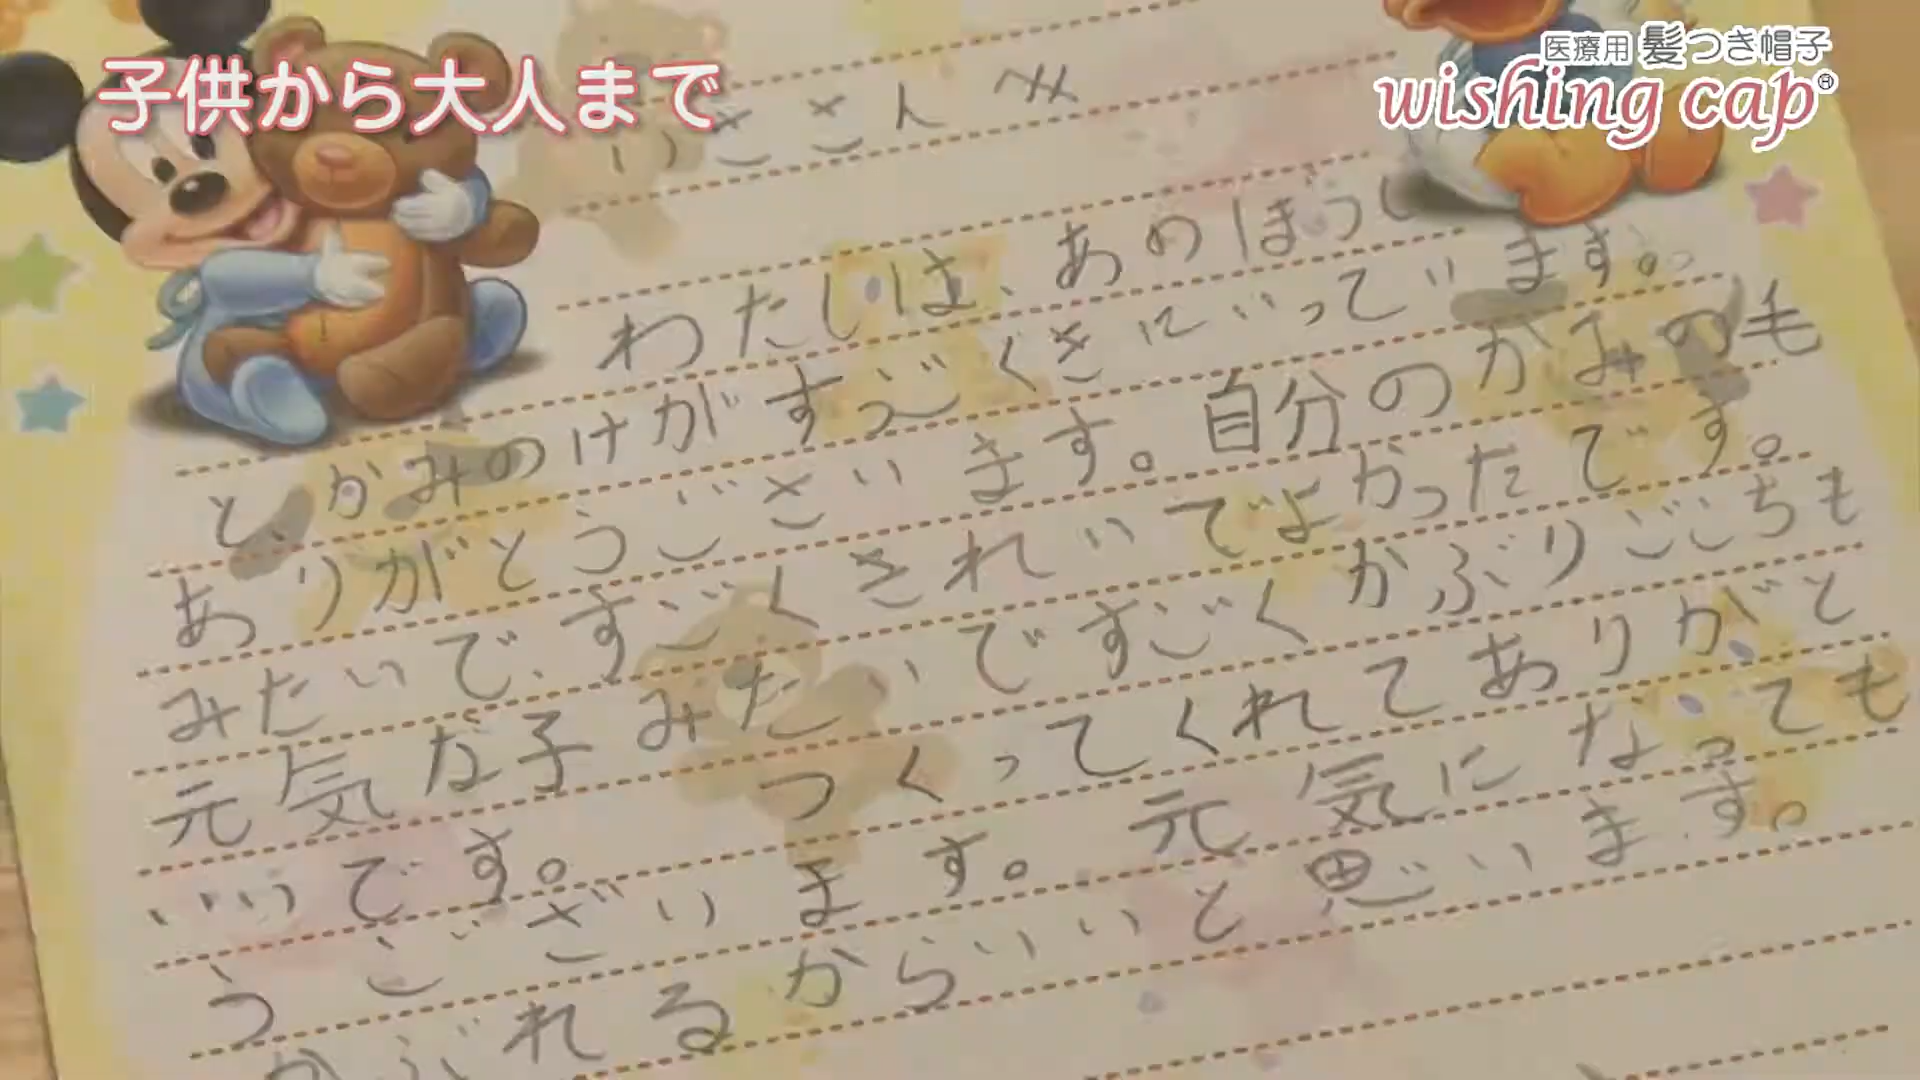 子供から大人まで
医療用 髪つき帽子
wishing cap®
わたしは、あのぼうし
と、かみのけがすっごくきにいっています。
ありがとうございます。自分のかみの毛
みたいで、すごくきれいでよかったです。
元気な子みたいですごくかぶりごこちも
いいです。つくってくれてありがと
うございます。元気になっても
かぶれるからいいと思います。